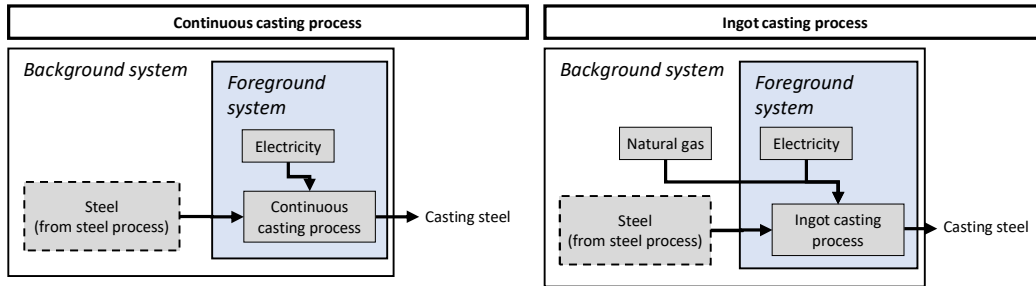 Continuous casting process
Background system
Foreground
system
Electricity
Steel
(from steel process)
Continuous
casting process
Casting steel
Ingot casting process
Background system
Foreground
system
Natural gas
Electricity
Steel
(from steel process)
Ingot casting
process
Casting steel